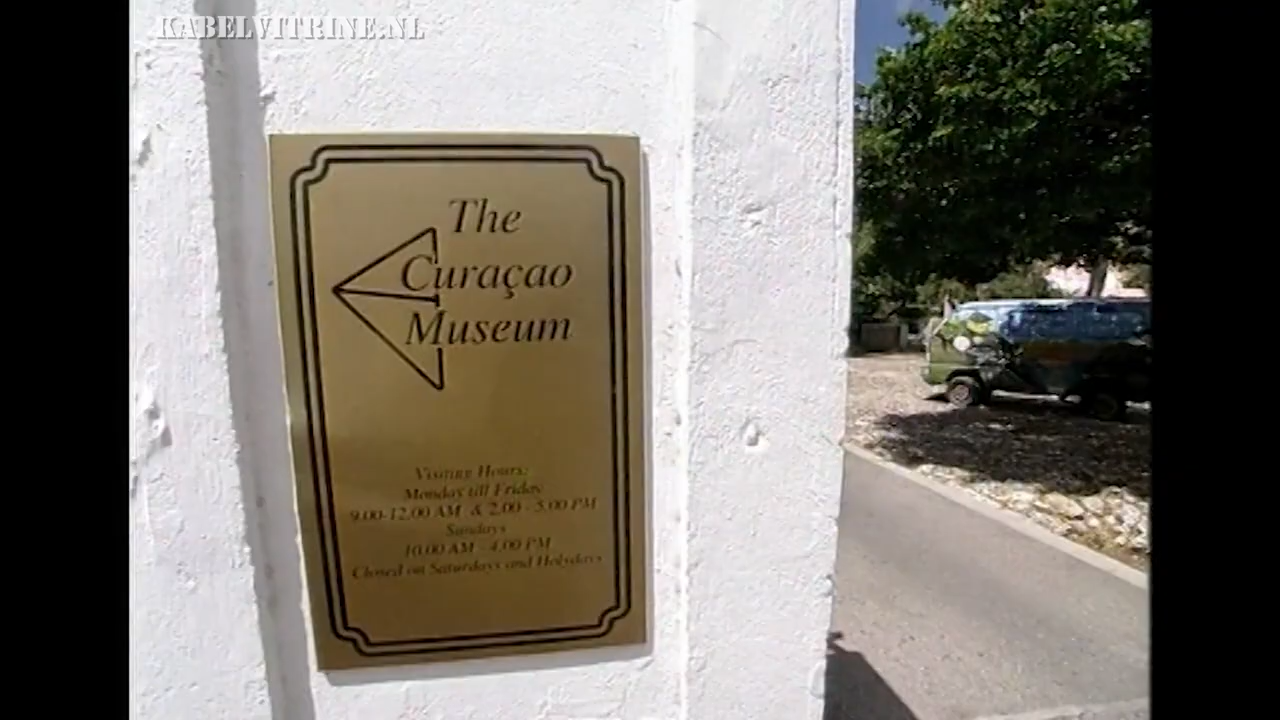 KABELVITRINE.NL
The
Curaçao
Museum
Visiting Hours:
Monday till Friday
9.00-12.00 AM & 2.00 - 5.00 PM
Sundays
10.00 AM - 4.00 PM
Closed on Saturdays and Holydays